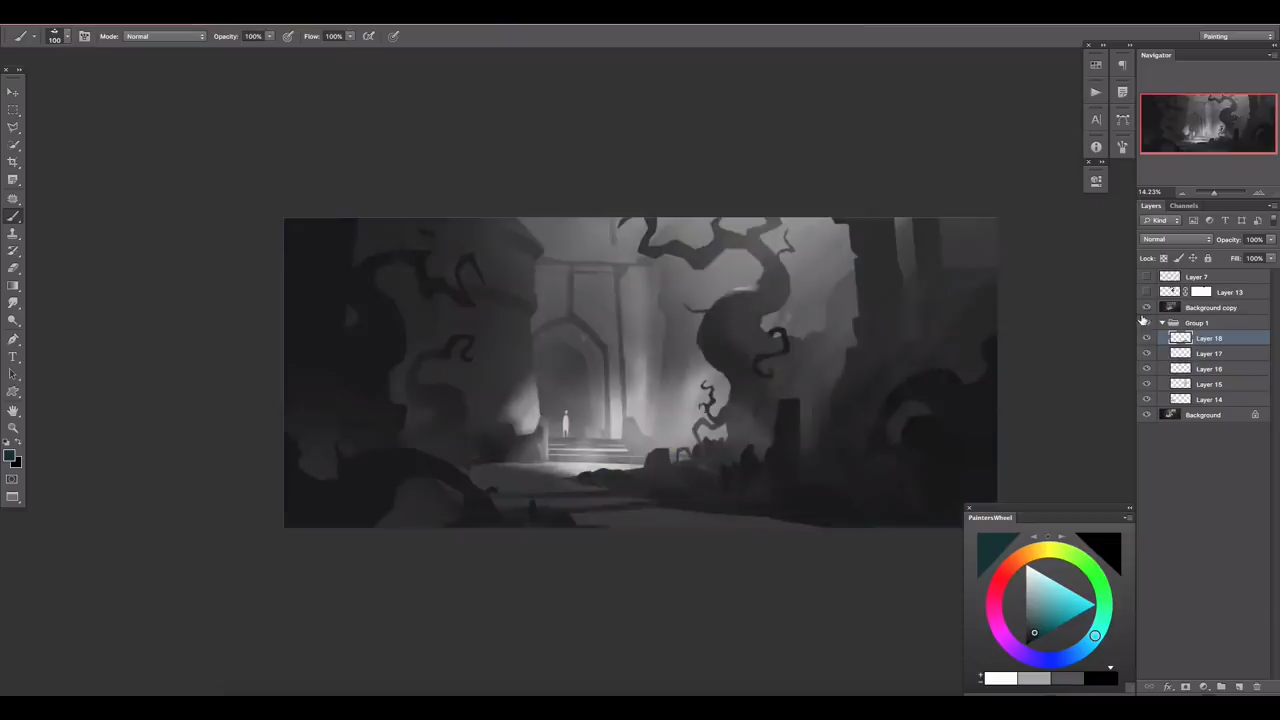 100 Mode: Normal Opacity: 100% Flow: 100% Painting
Navigator
14.23%
Layers Channels
Kind
Normal Opacity: 100%
Lock: Fill: 100%
Layer 7
Layer 13
Background copy
Group 1
Layer 18
Layer 17
Layer 16
Layer 15
Layer 14
Background
PaintersWheel